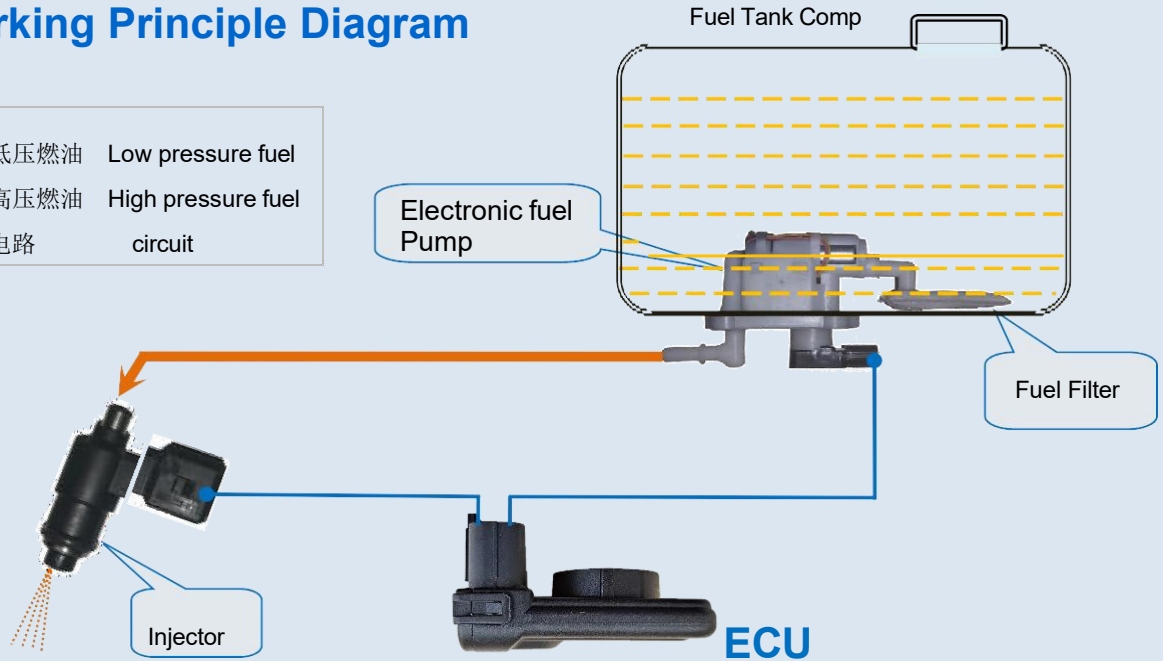 rking Principle Diagram
Fuel Tank Comp
低压燃油 Low pressure fuel
高压燃油 High pressure fuel
电路 circuit
Electronic fuel
Pump
Fuel Filter
Injector
ECU